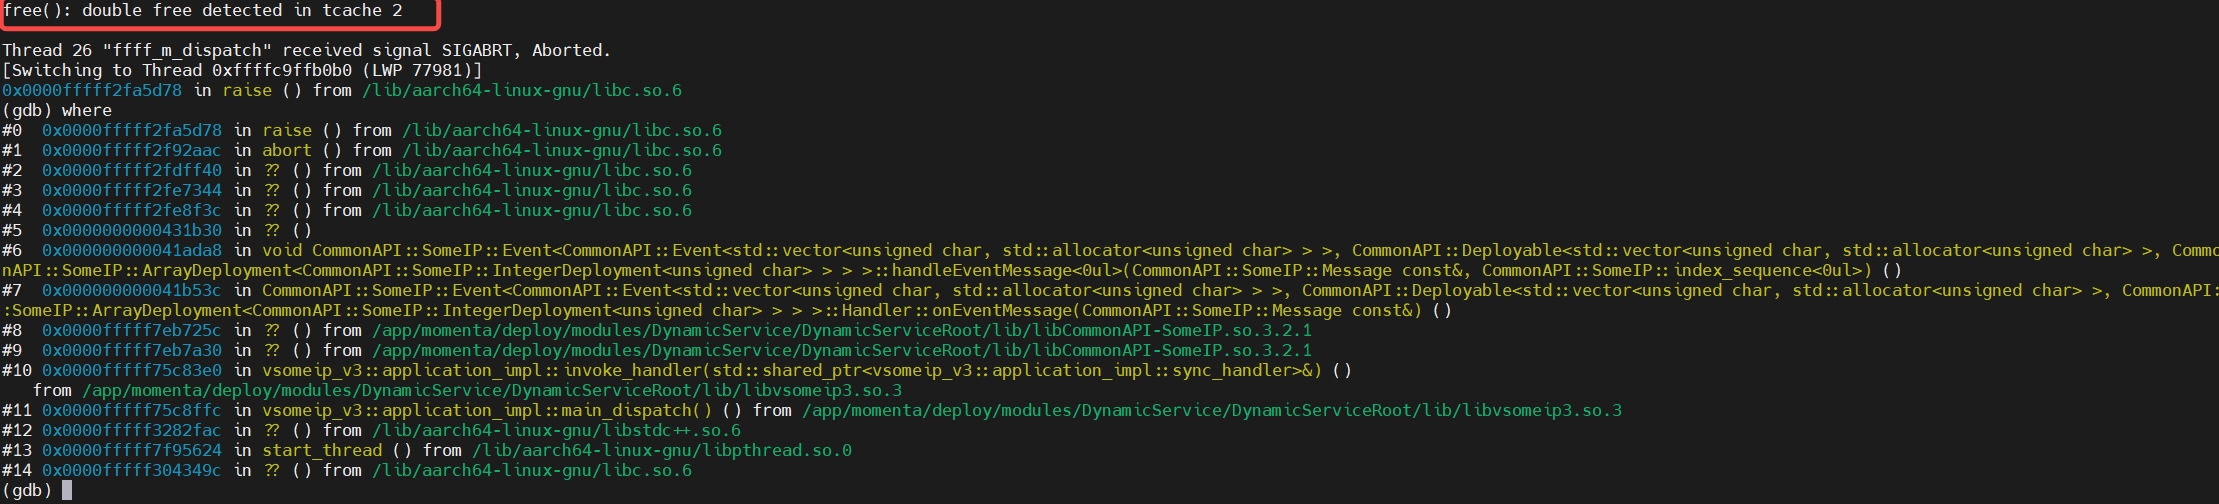 free(): double free detected in tcache 2
Thread 26 "ffff_m_dispatch" received signal SIGABRT, Aborted.
[Switching to Thread 0xffffc9ffb0b0 (LWP 77981)]
0x0000fffff2fa5d78 in raise () from /lib/aarch64-linux-gnu/libc.so.6
(gdb) where
#0  0x0000fffff2fa5d78 in raise () from /lib/aarch64-linux-gnu/libc.so.6
#1  0x0000fffff2f92aac in abort () from /lib/aarch64-linux-gnu/libc.so.6
#2  0x0000fffff2fdff40 in ?? () from /lib/aarch64-linux-gnu/libc.so.6
#3  0x0000fffff2fe7344 in ?? () from /lib/aarch64-linux-gnu/libc.so.6
#4  0x0000fffff2fe8f3c in ?? () from /lib/aarch64-linux-gnu/libc.so.6
#5  0x0000000000431b30 in ?? ()
#6  0x000000000041ada8 in void CommonAPI::SomeIP::Event<CommonAPI::Event<std::vector<unsigned char, std::allocator<unsigned char> > >, CommonAPI::Deployable<std::vector<unsigned char, std::allocator<unsigned char> >, Commo
nAPI::SomeIP::ArrayDeployment<CommonAPI::SomeIP::IntegerDeployment<unsigned char> > > >::handleEventMessage<0ul>(CommonAPI::SomeIP::Message const&, CommonAPI::SomeIP::index_sequence<0ul>) ()
#7  0x000000000041b53c in CommonAPI::SomeIP::Event<CommonAPI::Event<std::vector<unsigned char, std::allocator<unsigned char> > >, CommonAPI::Deployable<std::vector<unsigned char, std::allocator<unsigned char> >, CommonAPI:
:SomeIP::ArrayDeployment<CommonAPI::SomeIP::IntegerDeployment<unsigned char> > > >::Handler::onEventMessage(CommonAPI::SomeIP::Message const&) ()
#8  0x0000fffff7eb725c in ?? () from /app/momenta/deploy/modules/DynamicService/DynamicServiceRoot/lib/libCommonAPI-SomeIP.so.3.2.1
#9  0x0000fffff7eb7a30 in ?? () from /app/momenta/deploy/modules/DynamicService/DynamicServiceRoot/lib/libCommonAPI-SomeIP.so.3.2.1
#10 0x0000fffff75c83e0 in vsomeip_v3::application_impl::invoke_handler(std::shared_ptr<vsomeip_v3::application_impl::sync_handler>&) ()
   from /app/momenta/deploy/modules/DynamicService/DynamicServiceRoot/lib/libvsomeip3.so.3
#11 0x0000fffff75c8ffc in vsomeip_v3::application_impl::main_dispatch() () from /app/momenta/deploy/modules/DynamicService/DynamicServiceRoot/lib/libvsomeip3.so.3
#12 0x0000fffff3282fac in ?? () from /lib/aarch64-linux-gnu/libstdc++.so.6
#13 0x0000fffff7f95624 in start_thread () from /lib/aarch64-linux-gnu/libpthread.so.0
#14 0x0000fffff304349c in ?? () from /lib/aarch64-linux-gnu/libc.so.6
(gdb)